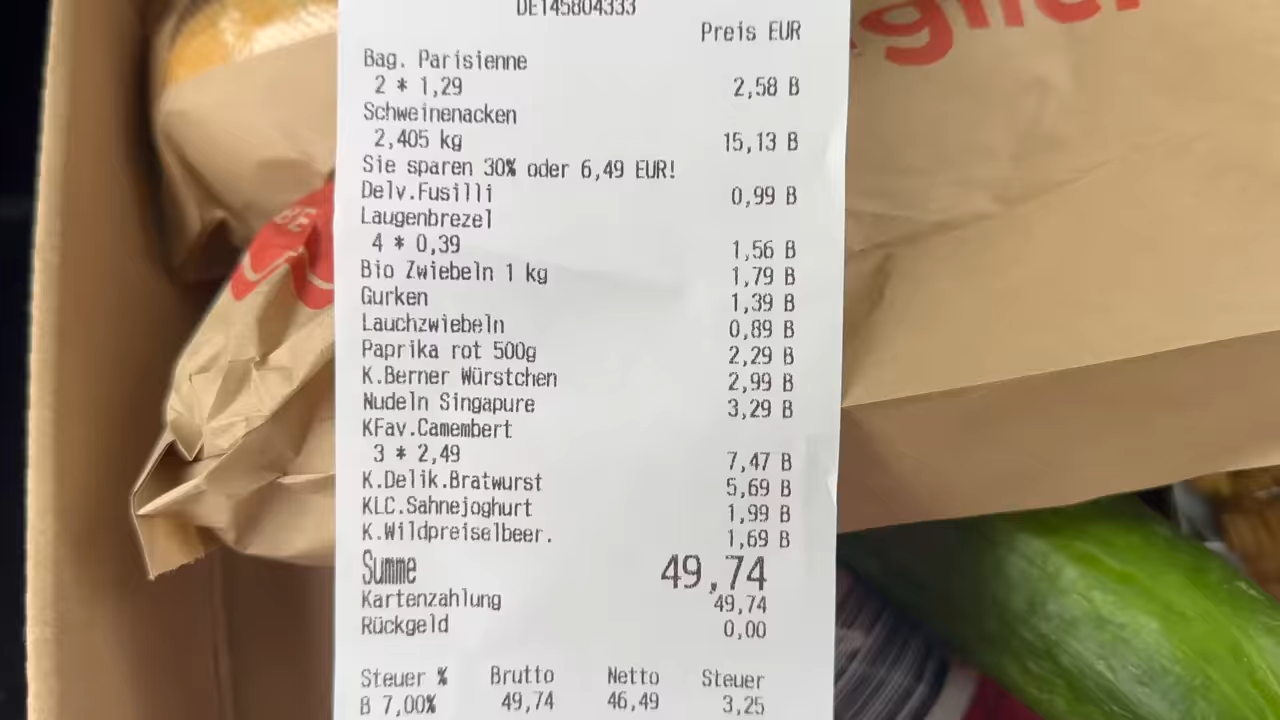 DE145804333
Preis EUR
Bag. Parisienne
2 * 1,29 2,58 B
Schweinenacken
2,405 kg 15,13 B
Sie sparen 30% oder 6,49 EUR!
Delv.Fusilli 0,99 B
Laugenbrezel
4 * 0,39 1,56 B
Bio Zwiebeln 1 kg 1,79 B
Gurken 1,39 B
Lauchzwiebeln 0,89 B
Paprika rot 500g 2,29 B
K.Berner Würstchen 2,99 B
Nudeln Singapure 3,29 B
KFav.Camembert
3 * 2,49 7,47 B
K.Delik.Bratwurst 5,69 B
KLC.Sahnejoghurt 1,99 B
K.Wildpreiselbeer. 1,69 B
Summe 49,74
Kartenzahlung 49,74
Rückgeld 0,00
Steuer % Brutto Netto Steuer
B 7,00% 49,74 46,49 3,25